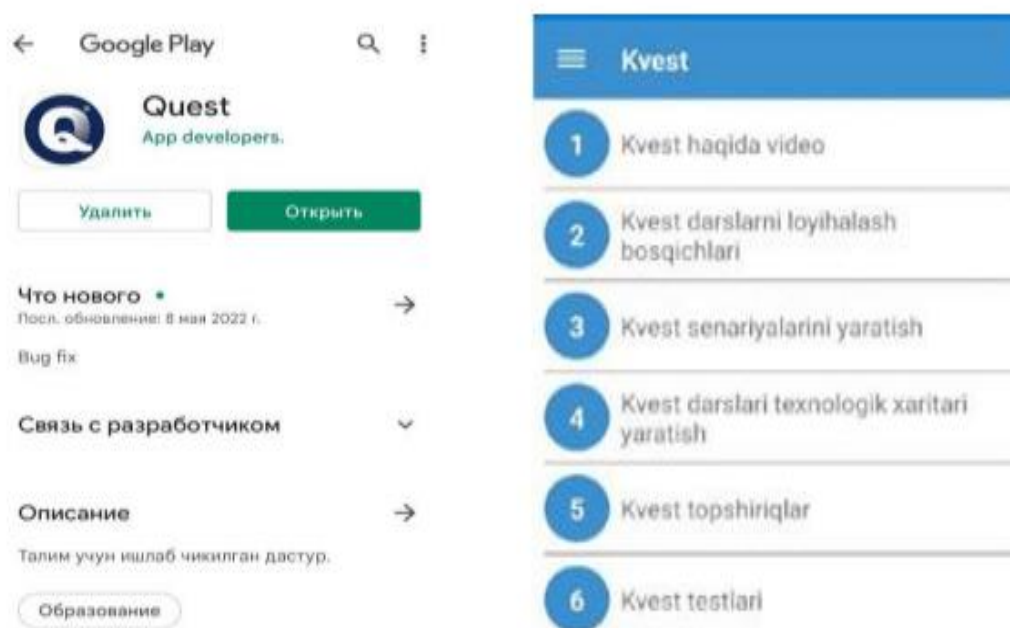 Google Play
Quest
App developers.
Удалить
Открыть
Что нового
Посл. обновление: 8 мая 2022 г.
Bug fix
Связь с разработчиком
Описание
Талим учун ишлаб чикилган дастур.
Образование
Kvest
1 Kvest haqida video
2 Kvest darslarni loyihalash
bosqichlari
3 Kvest senariyalarini yaratish
4 Kvest darslari texnologik xaritari
yaratish
5 Kvest topshiriqlar
6 Kvest testlari